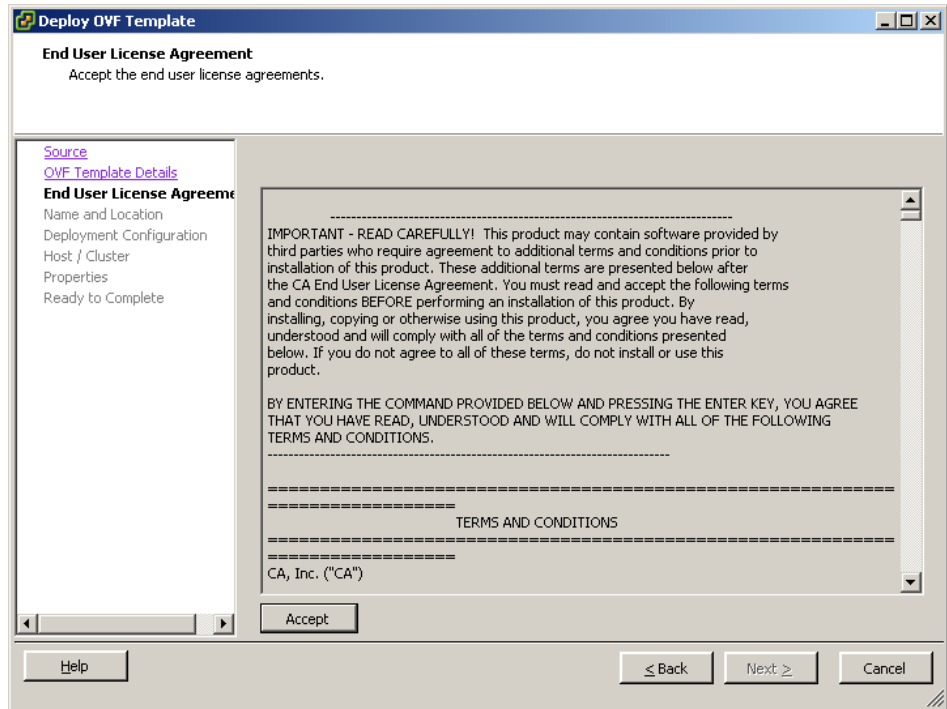 Deploy OVF Template
End User License Agreement
Accept the end user license agreements.
Source
OVF Template Details
End User License Agreeme
Name and Location
Deployment Configuration
Host / Cluster
Properties
Ready to Complete
--------------------------------------------------------------------------------
IMPORTANT - READ CAREFULLY!  This product may contain software provided by
third parties who require agreement to additional terms and conditions prior to
installation of this product. These additional terms are presented below after
the CA End User License Agreement. You must read and accept the following terms
and conditions BEFORE performing an installation of this product. By
installing, copying or otherwise using this product, you agree you have read,
understood and will comply with all of the terms and conditions presented
below. If you do not agree to all of these terms, do not install or use this
product.
BY ENTERING THE COMMAND PROVIDED BELOW AND PRESSING THE ENTER KEY, YOU AGREE
THAT YOU HAVE READ, UNDERSTOOD AND WILL COMPLY WITH ALL OF THE FOLLOWING
TERMS AND CONDITIONS.
--------------------------------------------------------------------------------
============================================================
==================
TERMS AND CONDITIONS
============================================================
==================
CA, Inc. ("CA")
Accept
Help
< Back
Next >
Cancel